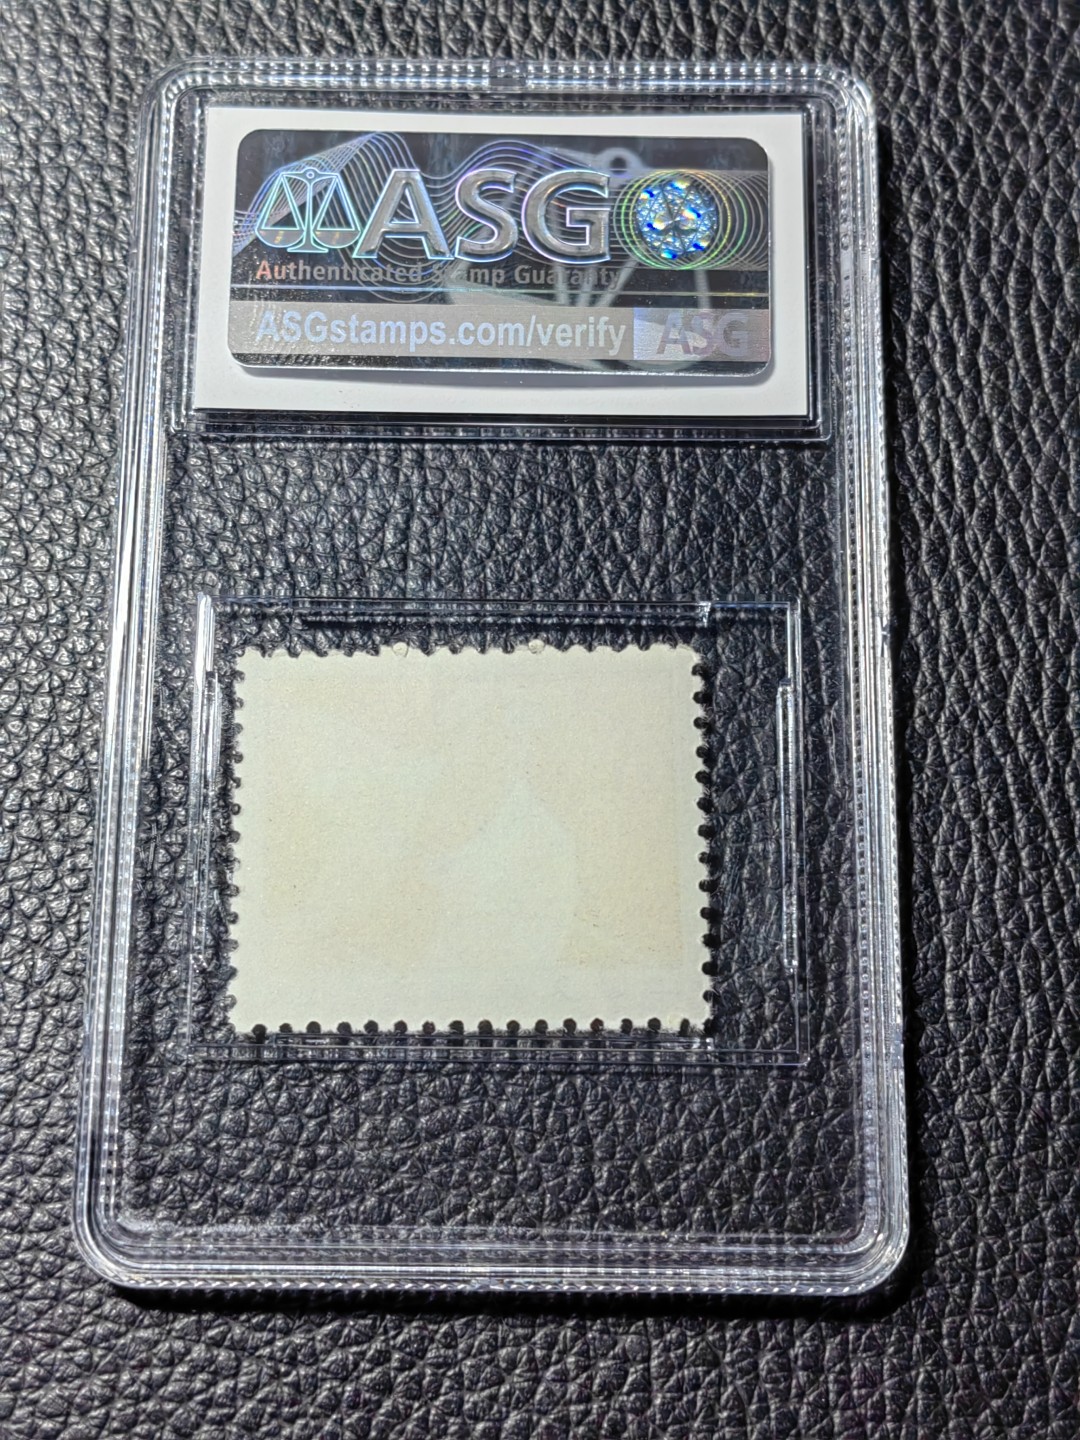 ASG
Authenticated Stamp Guaranty
ASGstamps.com/verify ASG